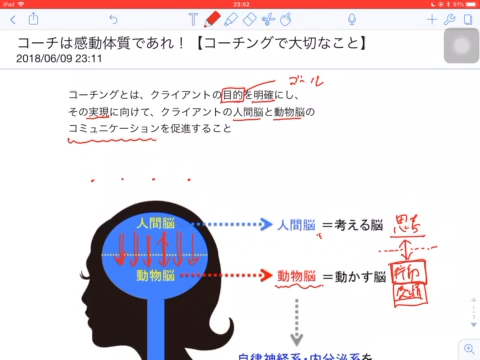 iPad
23:52
91%
コーチは感動体質であれ！【コーチングで大切なこと】
2018/06/09 23:11
ゴール
コーチングとは、クライアントの目的を明確にし、
その実現に向けて、クライアントの人間脳と動物脳の
コミュニケーションを促進すること
人間脳
人間脳＝考える脳
思考
動物脳
動物脳＝動かす脳
行動
感情
自律神経系・内分泌系を